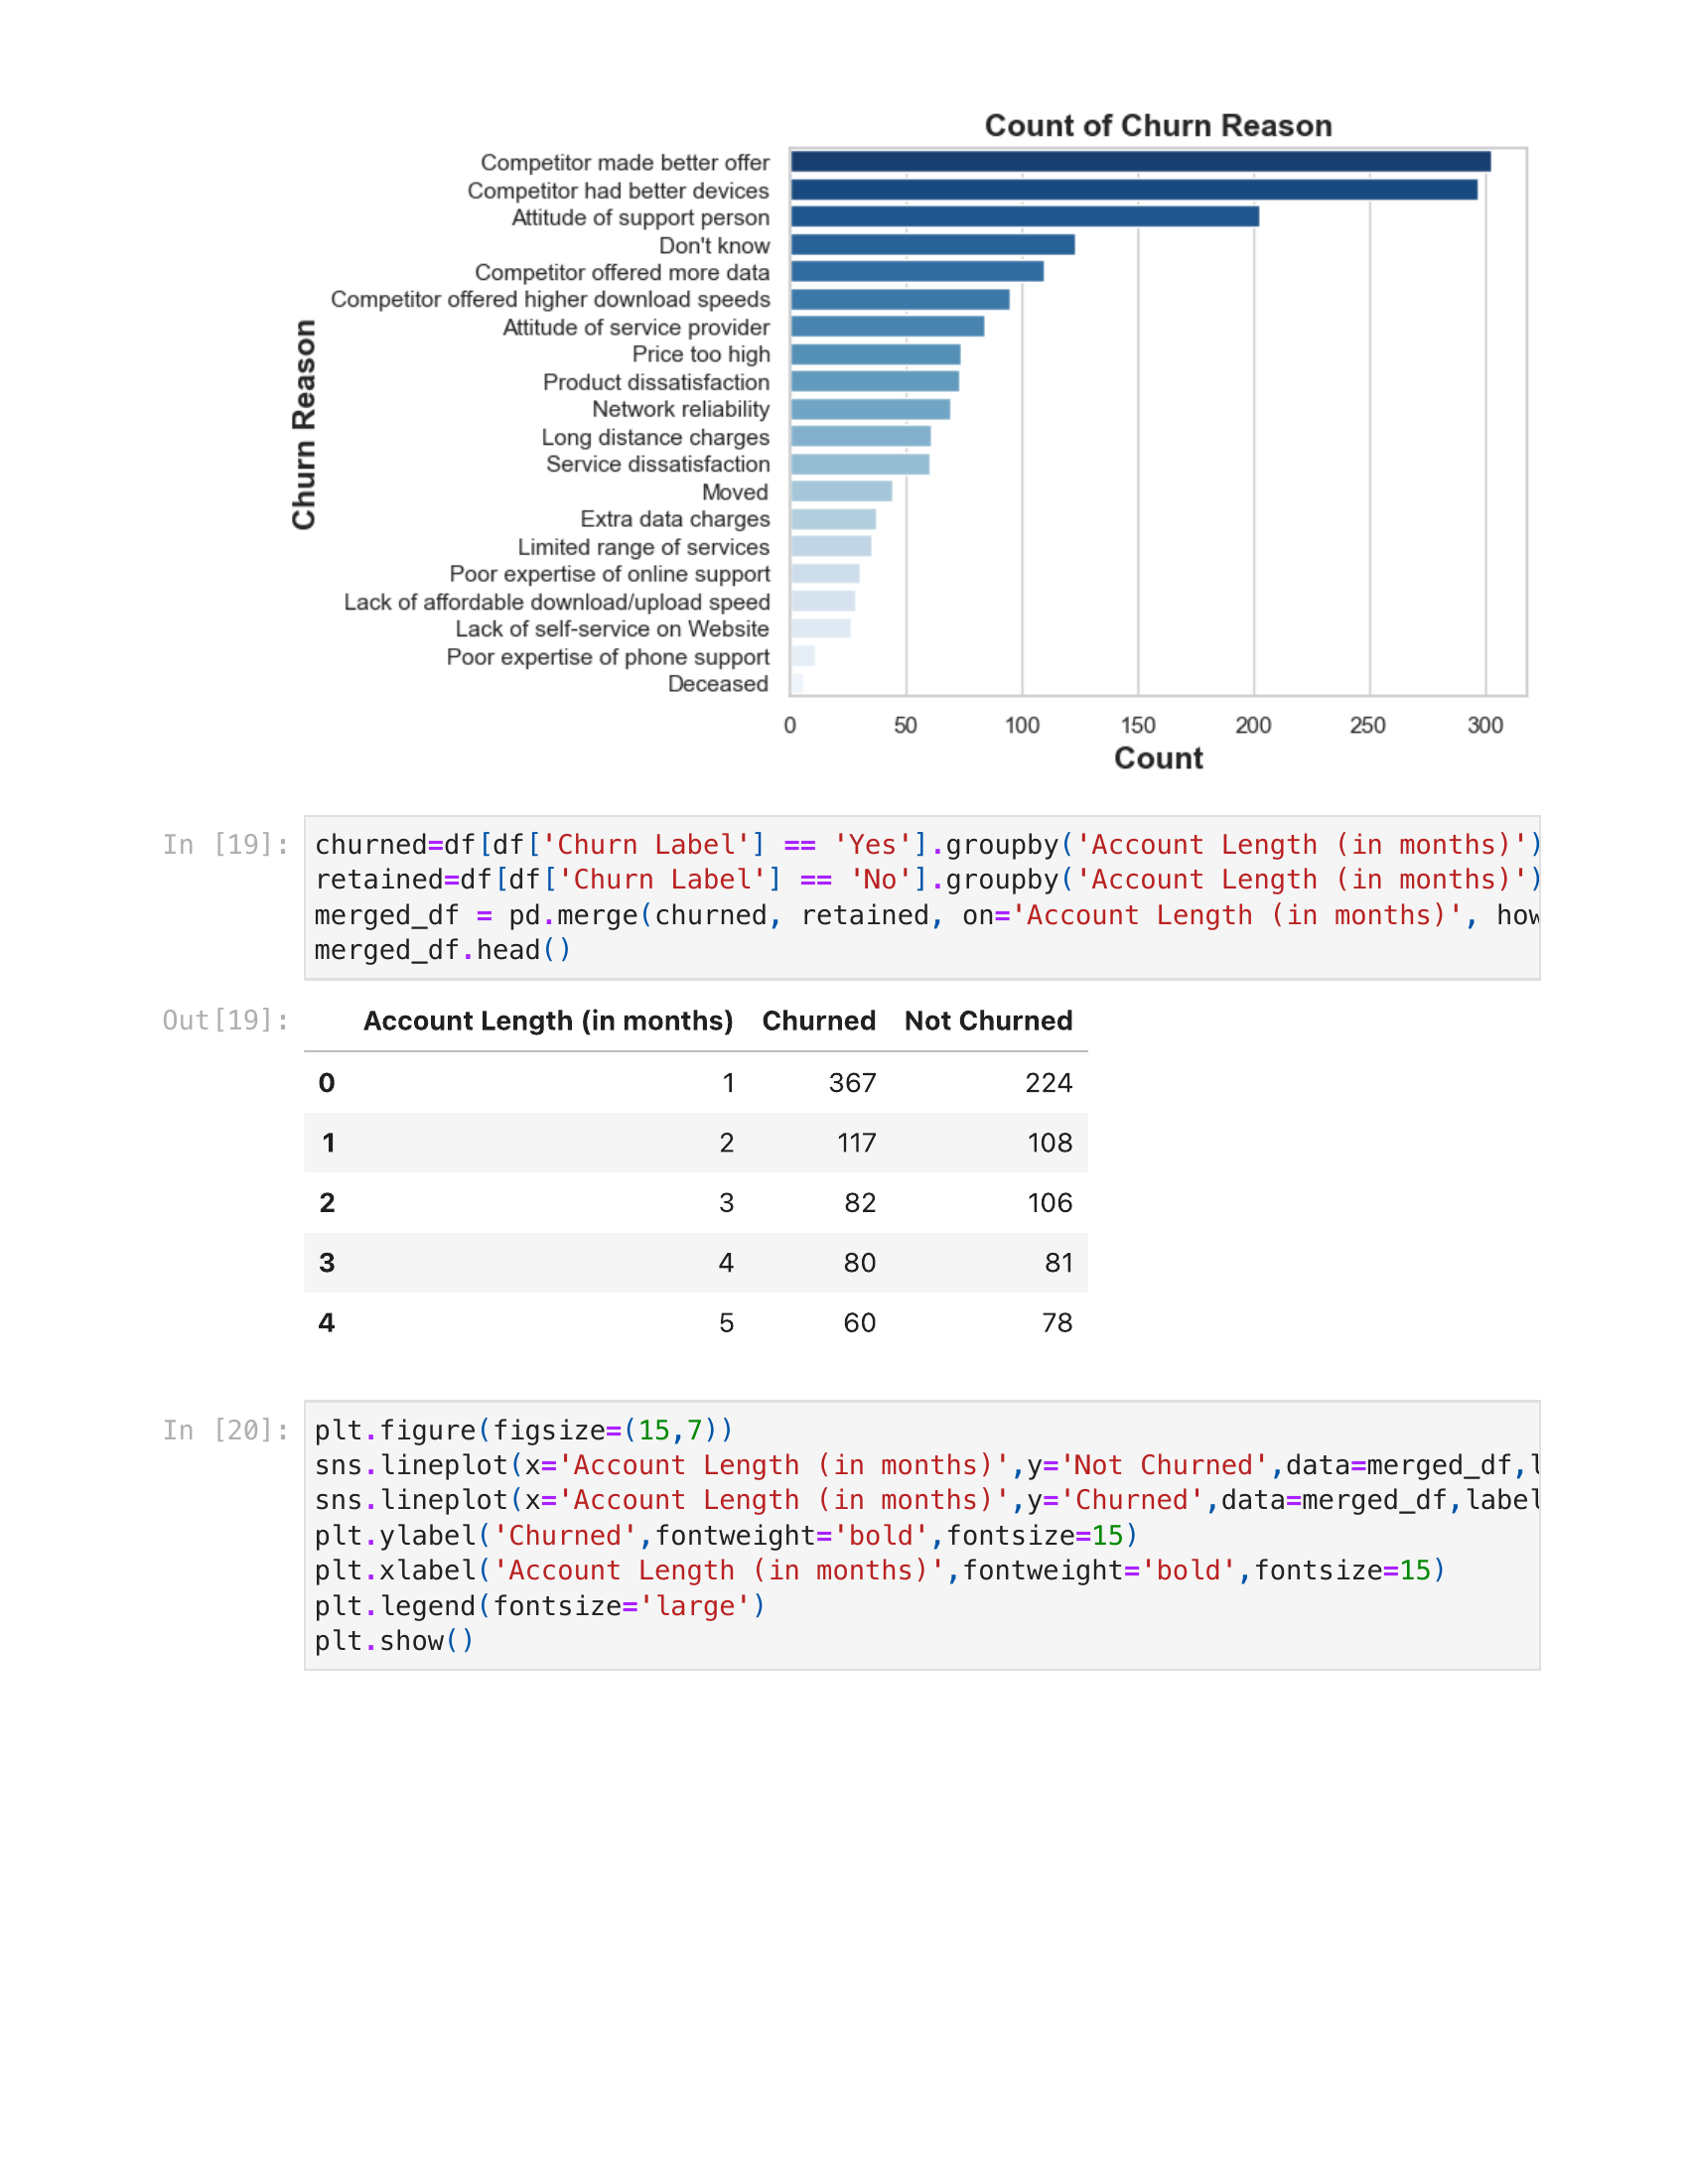 Count of Churn Reason
Churn Reason
Competitor made better offer
Competitor had better devices
Attitude of support person
Don't know
Competitor offered more data
Competitor offered higher download speeds
Attitude of service provider
Price too high
Product dissatisfaction
Network reliability
Long distance charges
Service dissatisfaction
Moved
Extra data charges
Limited range of services
Poor expertise of online support
Lack of affordable download/upload speed
Lack of self-service on Website
Poor expertise of phone support
Deceased
0 50 100 150 200 250 300
Count
In [19]:
churned=df[df['Churn Label'] == 'Yes'].groupby('Account Length (in months)')
retained=df[df['Churn Label'] == 'No'].groupby('Account Length (in months)')
merged_df = pd.merge(churned, retained, on='Account Length (in months)', how
merged_df.head()
Out[19]:
Account Length (in months) Churned Not Churned
0 1 367 224
1 2 117 108
2 3 82 106
3 4 80 81
4 5 60 78
In [20]:
plt.figure(figsize=(15,7))
sns.lineplot(x='Account Length (in months)',y='Not Churned',data=merged_df,l
sns.lineplot(x='Account Length (in months)',y='Churned',data=merged_df,label
plt.ylabel('Churned',fontweight='bold',fontsize=15)
plt.xlabel('Account Length (in months)',fontweight='bold',fontsize=15)
plt.legend(fontsize='large')
plt.show()